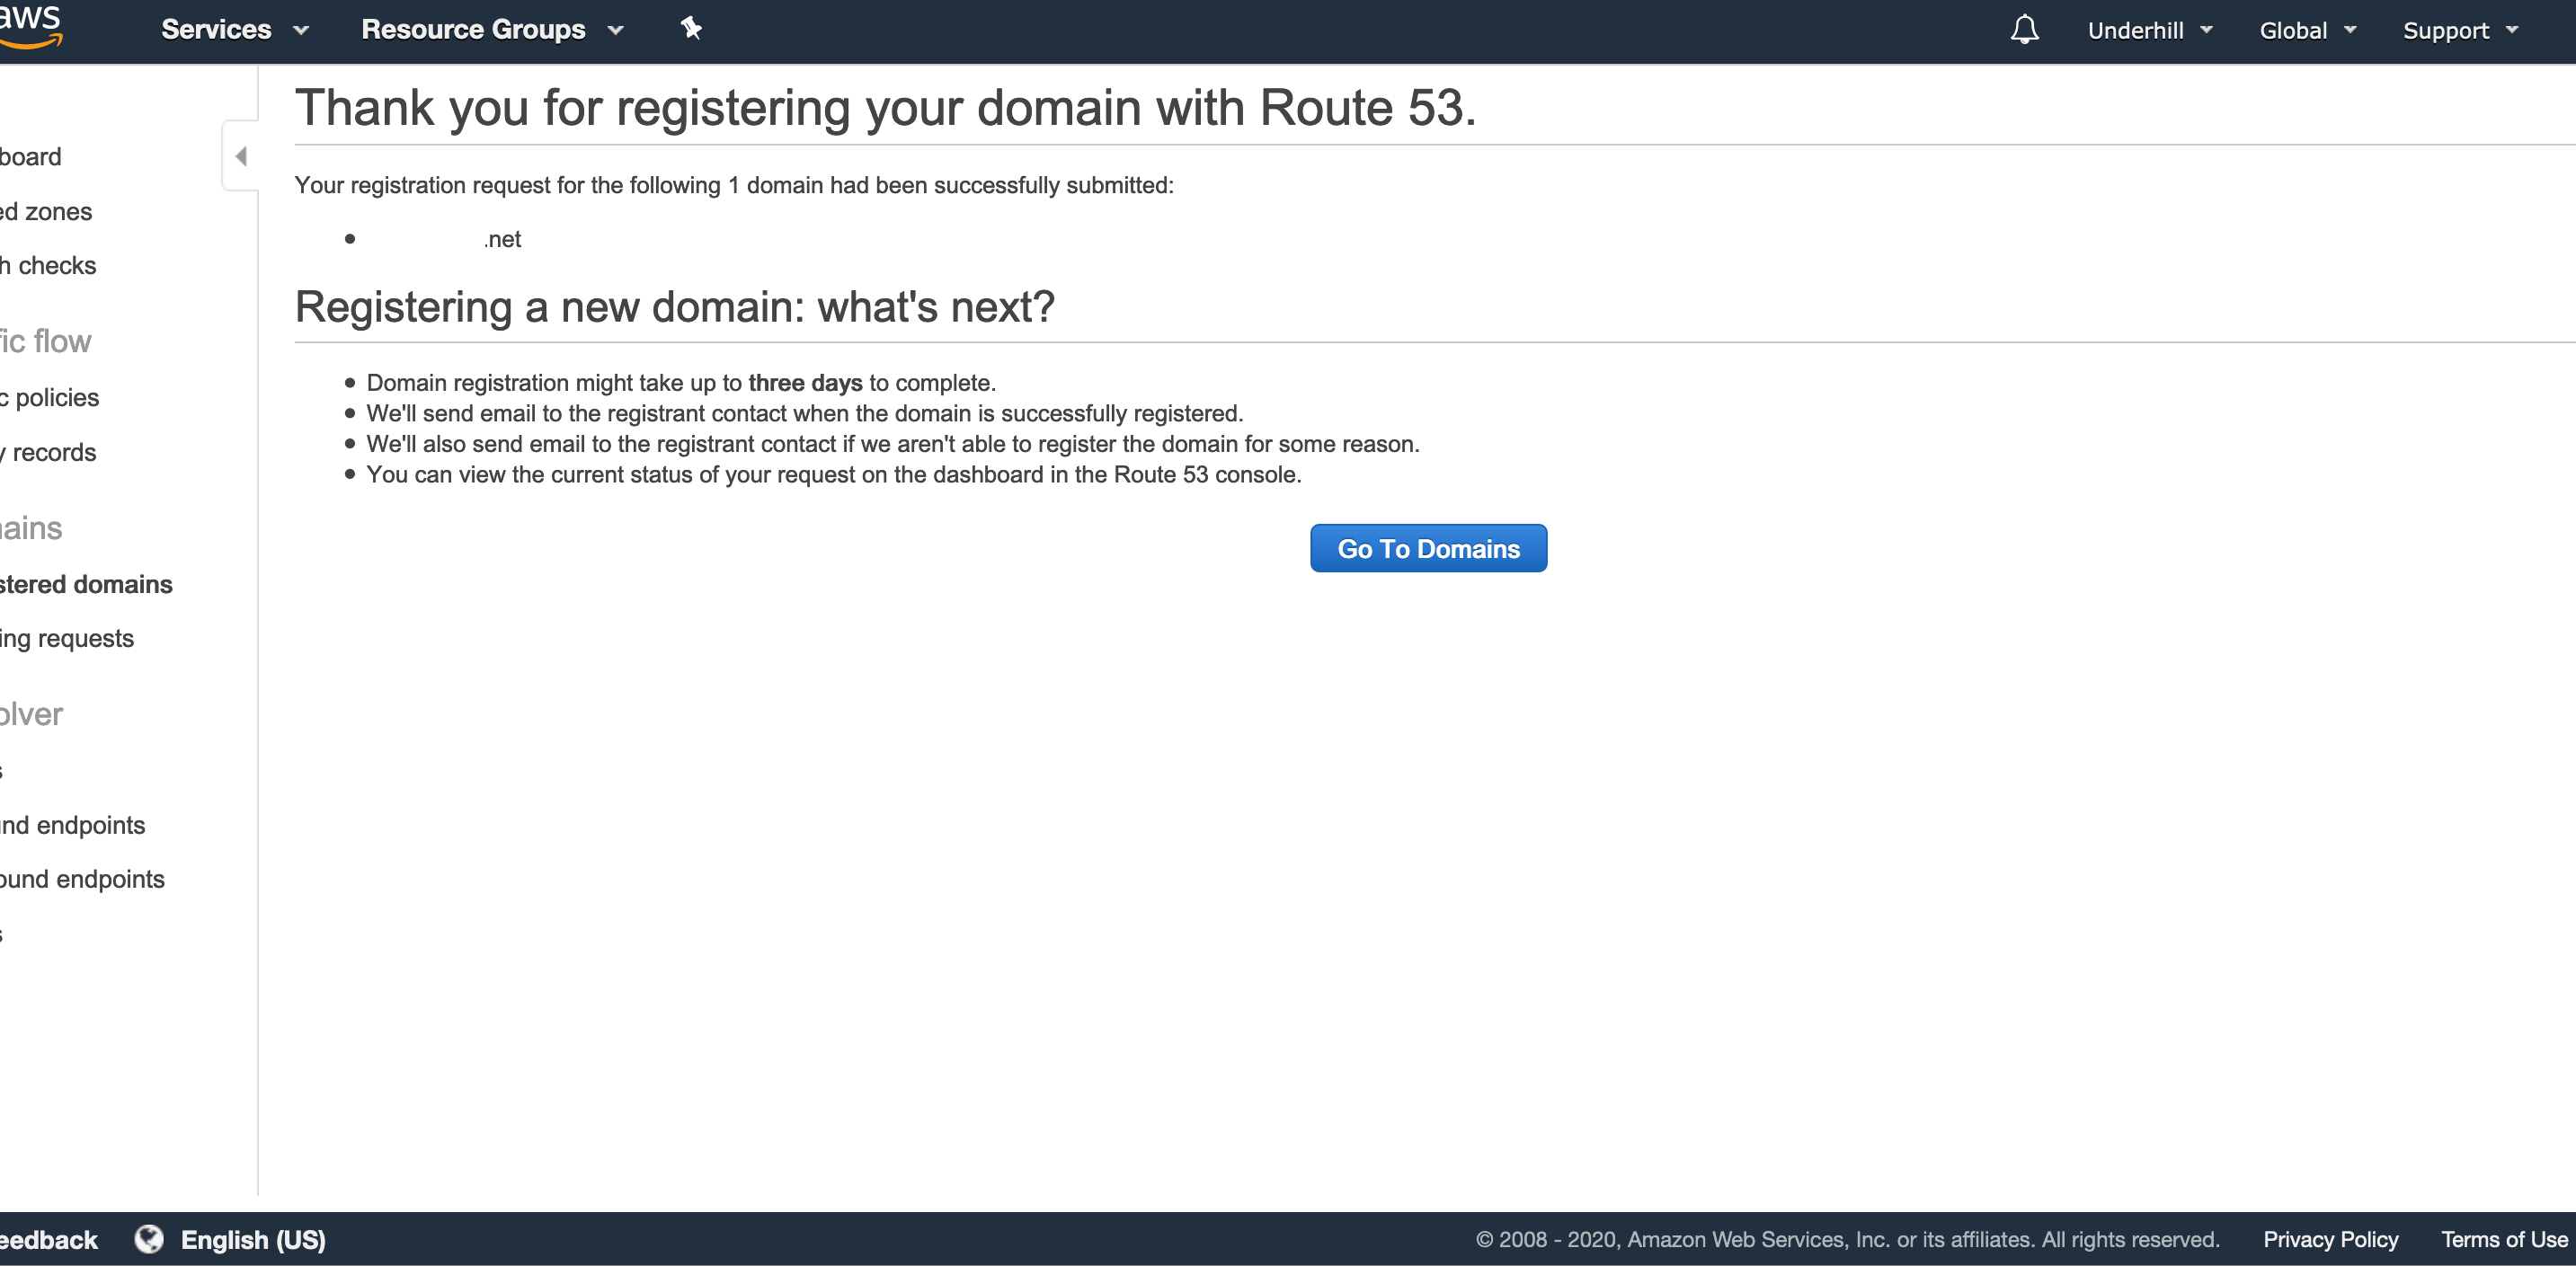 aws Services Resource Groups Underhill Global Support
board
ed zones
h checks
fic flow
c policies
y records
ains
stered domains
ing requests
olver
s
und endpoints
ound endpoints
s
Thank you for registering your domain with Route 53.
Your registration request for the following 1 domain had been successfully submitted:
• .net
Registering a new domain: what's next?
• Domain registration might take up to three days to complete.
• We'll send email to the registrant contact when the domain is successfully registered.
• We'll also send email to the registrant contact if we aren't able to register the domain for some reason.
• You can view the current status of your request on the dashboard in the Route 53 console.
Go To Domains
eedback English (US) © 2008 - 2020, Amazon Web Services, Inc. or its affiliates. All rights reserved. Privacy Policy Terms of Use